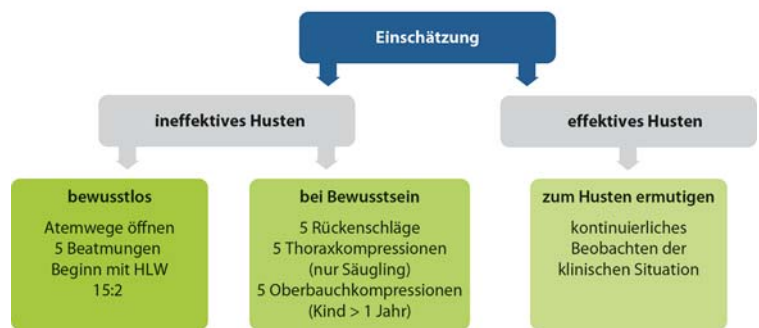 Einschätzung
ineffektives Husten
effektives Husten
bewusstlos
Atemwege öffnen
5 Beatmungen
Beginn mit HLW
15:2
bei Bewusstsein
5 Rückenschläge
5 Thoraxkompressionen
(nur Säugling)
5 Oberbauchkompressionen
(Kind > 1 Jahr)
zum Husten ermutigen
kontinuierliches
Beobachten der
klinischen Situation